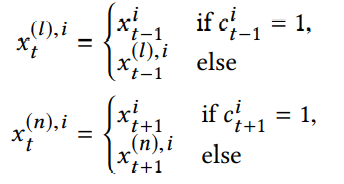 x_t^{(l),i} = { x_{t-1}^i if c_{t-1}^i = 1,
x_{t-1}^{(l),i} else
x_t^{(n),i} = { x_{t+1}^i if c_{t+1}^i = 1,
x_{t+1}^{(n),i} else